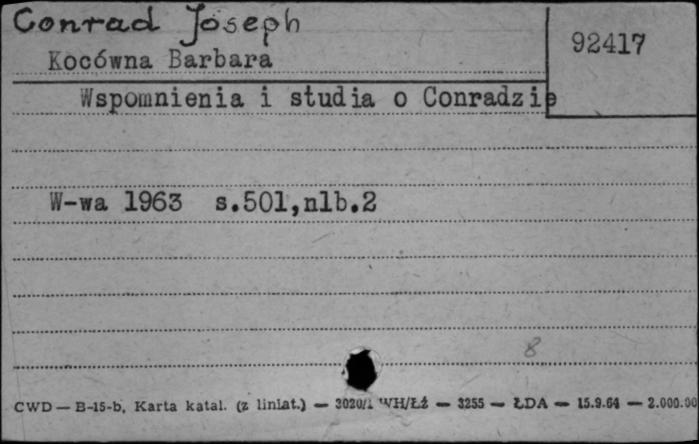 Conrad Joseph
92417
Kocówna Barbara
Wspomnienia i studia o Conradzie
W-wa 1963 s.501,nlb.2
8
CWD — B-15-b, Karta katal. (z liniat.) — 3020/1 WH/Łż — 3255 — ŁDA — 15.9.64 — 2.000.00